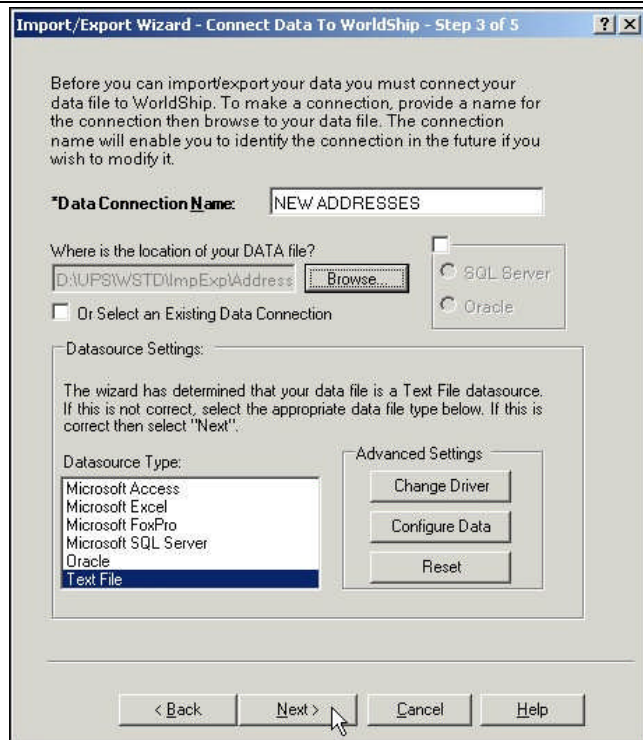 Import/Export Wizard - Connect Data To WorldShip - Step 3 of 5
Before you can import/export your data you must connect your
data file to WorldShip. To make a connection, provide a name for
the connection then browse to your data file. The connection
name will enable you to identify the connection in the future if you
wish to modify it.
*Data Connection Name: NEW ADDRESSES
Where is the location of your DATA file?
D:\UPS\WSTD\ImpExp\Address Browse...
SQL Server
Oracle
Or Select an Existing Data Connection
Datasource Settings:
The wizard has determined that your data file is a Text File datasource.
If this is not correct, select the appropriate data file type below. If this is
correct then select "Next".
Datasource Type:
Microsoft Access
Microsoft Excel
Microsoft FoxPro
Microsoft SQL Server
Oracle
Text File
Advanced Settings
Change Driver
Configure Data
Reset
< Back Next > Cancel Help